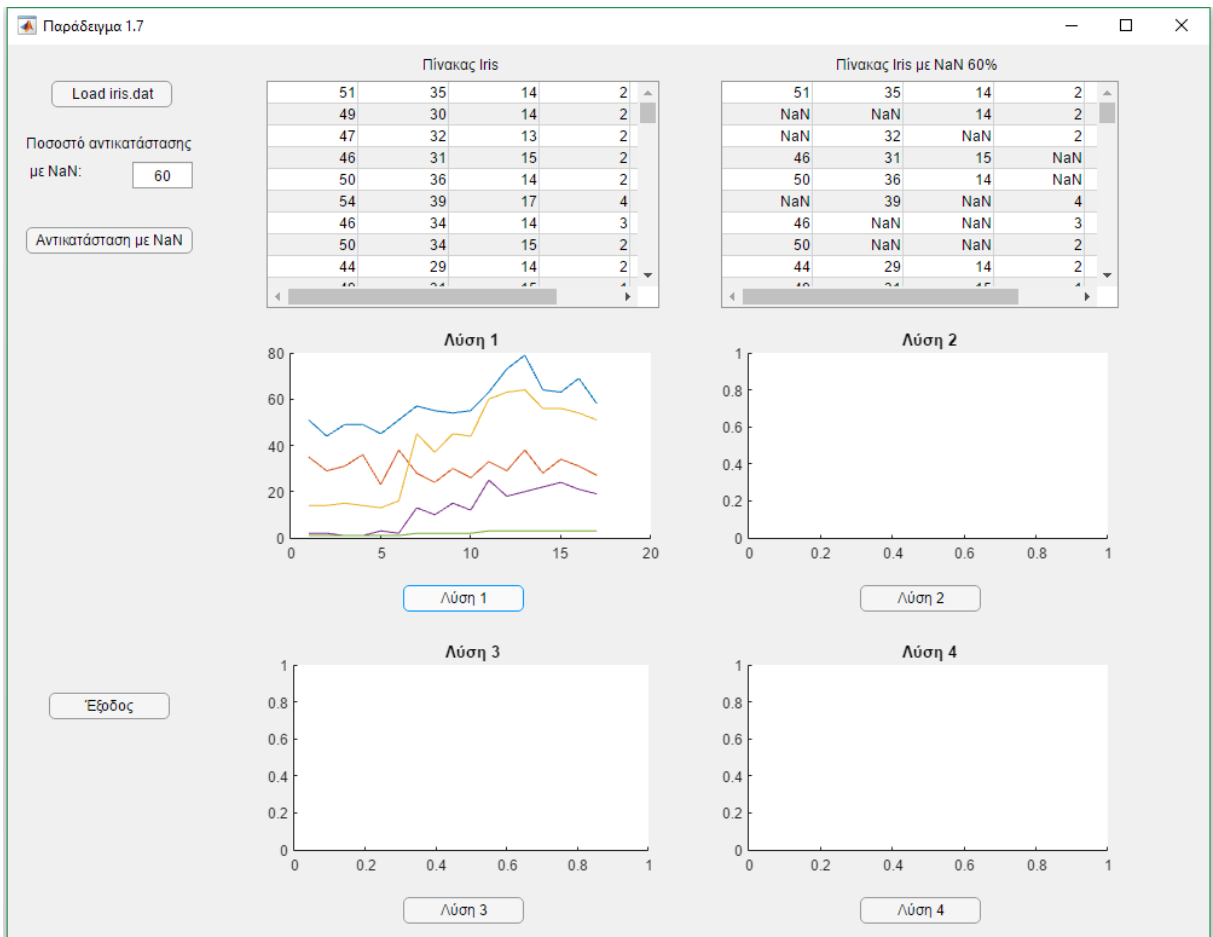 Παράδειγμα 1.7
Load iris.dat
Ποσοστό αντικατάστασης
με NaN:
60
Αντικατάσταση με NaN
Πίνακας Iris
51 35 14 2
49 30 14 2
47 32 13 2
46 31 15 2
50 36 14 2
54 39 17 4
46 34 14 3
50 34 15 2
44 29 14 2
Πίνακας Iris με NaN 60%
51 35 14 2
NaN NaN 14 2
NaN 32 NaN 2
46 31 15 NaN
50 36 14 NaN
NaN 39 NaN 4
46 NaN NaN 3
50 NaN NaN 2
44 29 14 2
Λύση 1
80
60
40
20
0
0 5 10 15 20
Λύση 1
Λύση 2
1
0.8
0.6
0.4
0.2
0
0 0.2 0.4 0.6 0.8 1
Λύση 2
Έξοδος
Λύση 3
1
0.8
0.6
0.4
0.2
0
0 0.2 0.4 0.6 0.8 1
Λύση 3
Λύση 4
1
0.8
0.6
0.4
0.2
0
0 0.2 0.4 0.6 0.8 1
Λύση 4